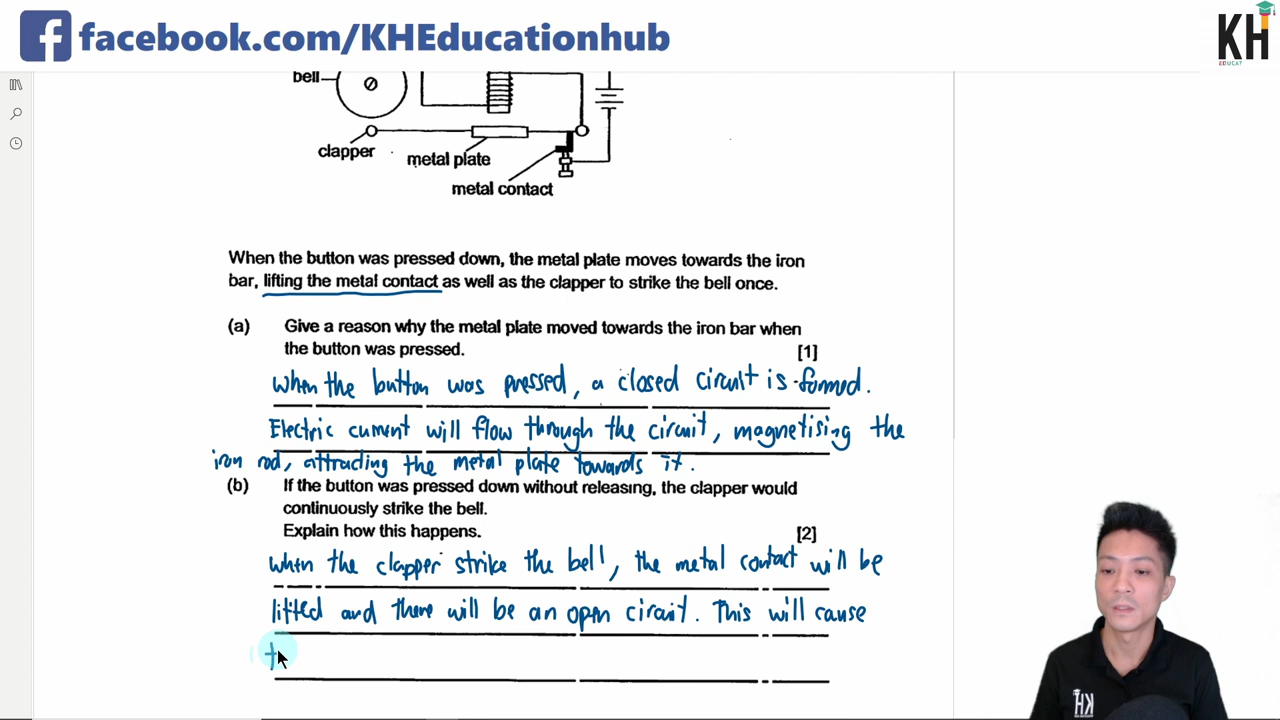 facebook.com/KHEducationhub
KH
EDUCAT
bell
clapper
metal plate
metal contact
When the button was pressed down, the metal plate moves towards the iron
bar, lifting the metal contact as well as the clapper to strike the bell once.
(a) Give a reason why the metal plate moved towards the iron bar when
the button was pressed. [1]
When the button was pressed, a closed circuit is formed.
Electric current will flow through the circuit, magnetising the
iron rod, attracting the metal plate towards it.
(b) If the button was pressed down without releasing, the clapper would
continuously strike the bell.
Explain how this happens. [2]
When the clapper strike the bell, the metal contact will be
lifted and there will be an open circuit. This will cause
t
KH